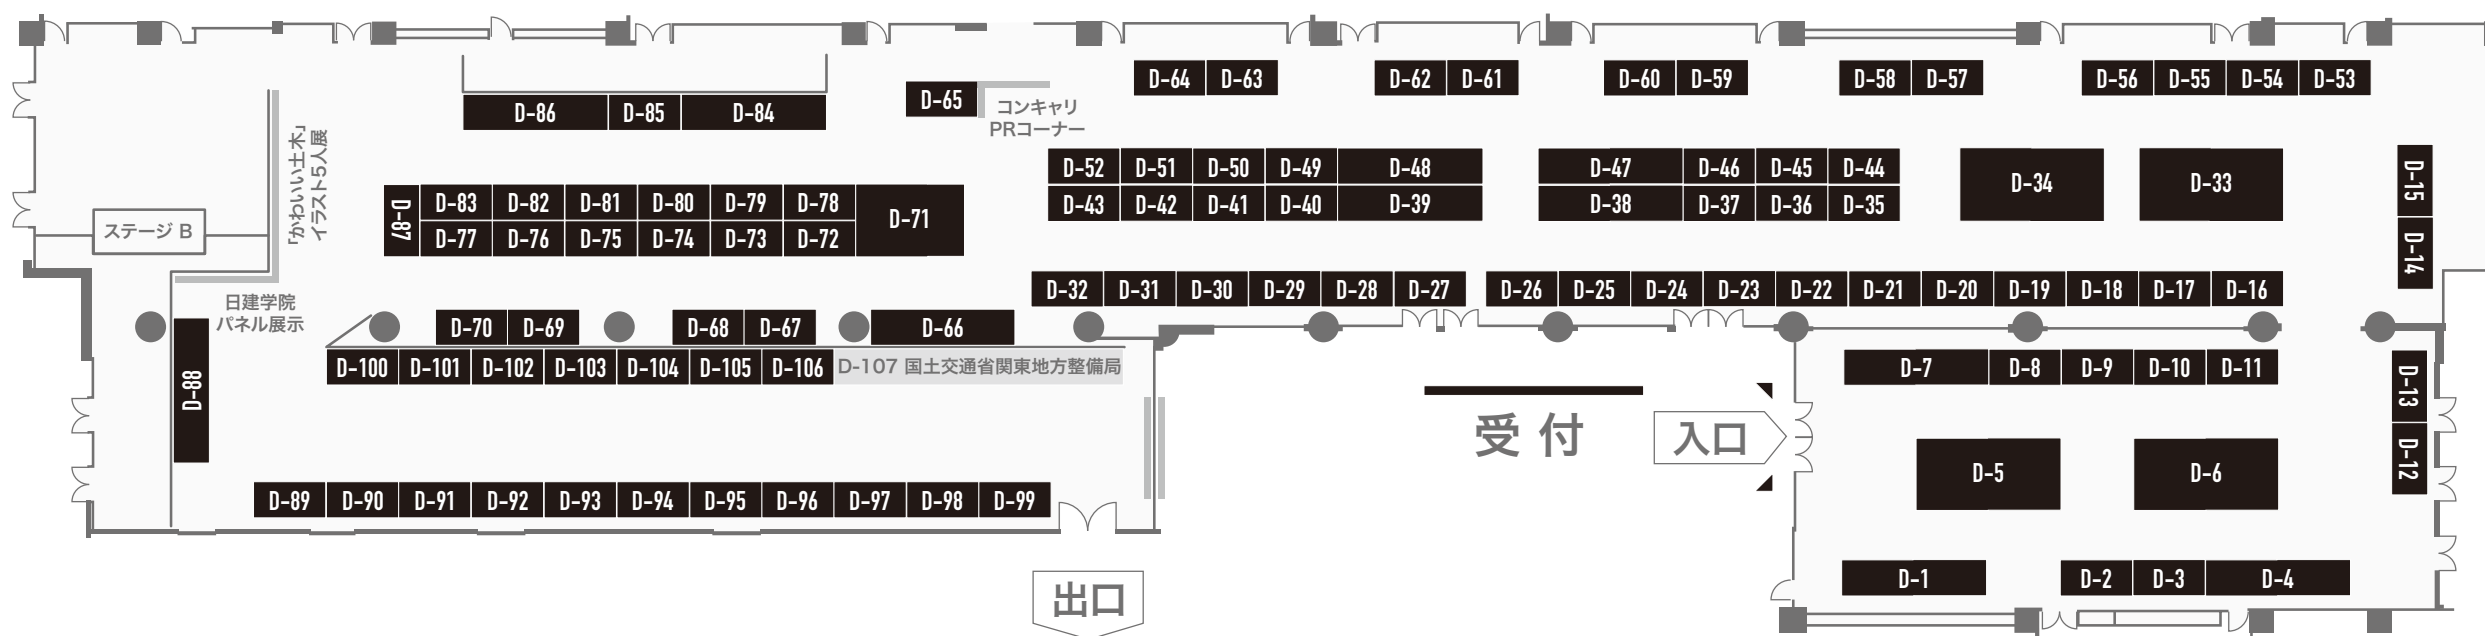 D-64 D-63 D-62 D-61 D-60 D-59 D-58 D-57 D-56 D-55 D-54 D-53
D-86 D-85 D-84 D-65
コンキャリ
PRコーナー
「かわいい土木」
イラスト5人展
D-52 D-51 D-50 D-49 D-48 D-47 D-46 D-45 D-44 D-34 D-33 D-15
D-87 D-83 D-82 D-81 D-80 D-79 D-78 D-71
D-43 D-42 D-41 D-40 D-39 D-38 D-37 D-36 D-35
ステージ B
D-77 D-76 D-75 D-74 D-73 D-72
D-14
D-32 D-31 D-30 D-29 D-28 D-27 D-26 D-25 D-24 D-23 D-22 D-21 D-20 D-19 D-18 D-17 D-16
日建学院
パネル展示
D-70 D-69 D-68 D-67 D-66
D-88
D-100 D-101 D-102 D-103 D-104 D-105 D-106 D-107 国土交通省関東地方整備局
D-7 D-8 D-9 D-10 D-11
D-13
受付
入口
D-5 D-6 D-12
D-89 D-90 D-91 D-92 D-93 D-94 D-95 D-96 D-97 D-98 D-99
D-1 D-2 D-3 D-4
出口